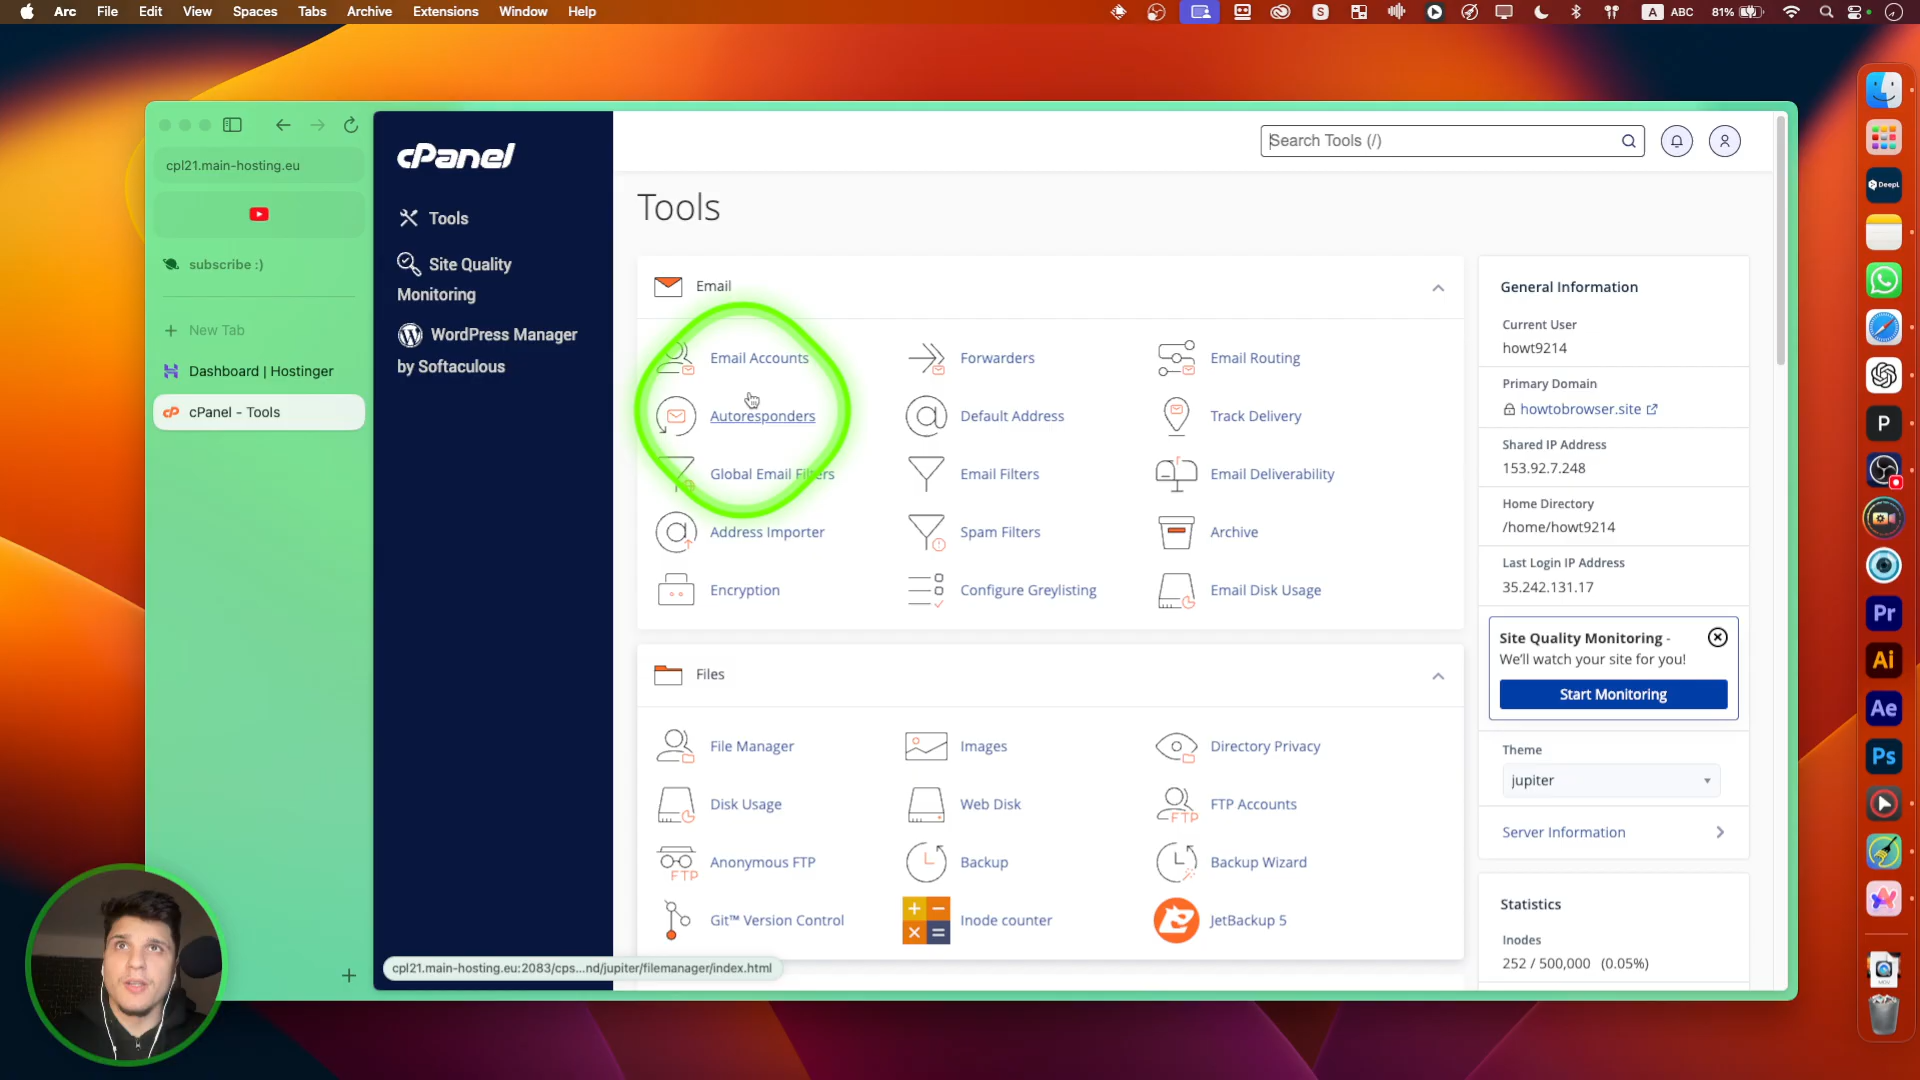 Arc File Edit View Spaces Tabs Archive Extensions Window Help
A ABC 81%
cpl21.main-hosting.eu
subscribe :)
+ New Tab
Dashboard | Hostinger
cPanel - Tools
cPanel
Tools
Site Quality
Monitoring
WordPress Manager
by Softaculous
Search Tools (/)
Tools
Email
Email Accounts
Forwarders
Email Routing
Autoresponders
Default Address
Track Delivery
Global Email Filters
Email Filters
Email Deliverability
Address Importer
Spam Filters
Archive
Encryption
Configure Greylisting
Email Disk Usage
Files
File Manager
Images
Directory Privacy
Disk Usage
Web Disk
FTP
FTP Accounts
FTP
Anonymous FTP
Backup
Backup Wizard
Git™ Version Control
Inode counter
JetBackup 5
cpl21.main-hosting.eu:2083/cps...nd/jupiter/filemanager/index.html
General Information
Current User
howt9214
Primary Domain
howtobrowser.site
Shared IP Address
153.92.7.248
Home Directory
/home/howt9214
Last Login IP Address
35.242.131.17
Site Quality Monitoring -
We'll watch your site for you!
Start Monitoring
Theme
jupiter
Server Information
Statistics
Inodes
252 / 500,000 (0.05%)
DeepL
P
Pr
Ai
Ae
Ps